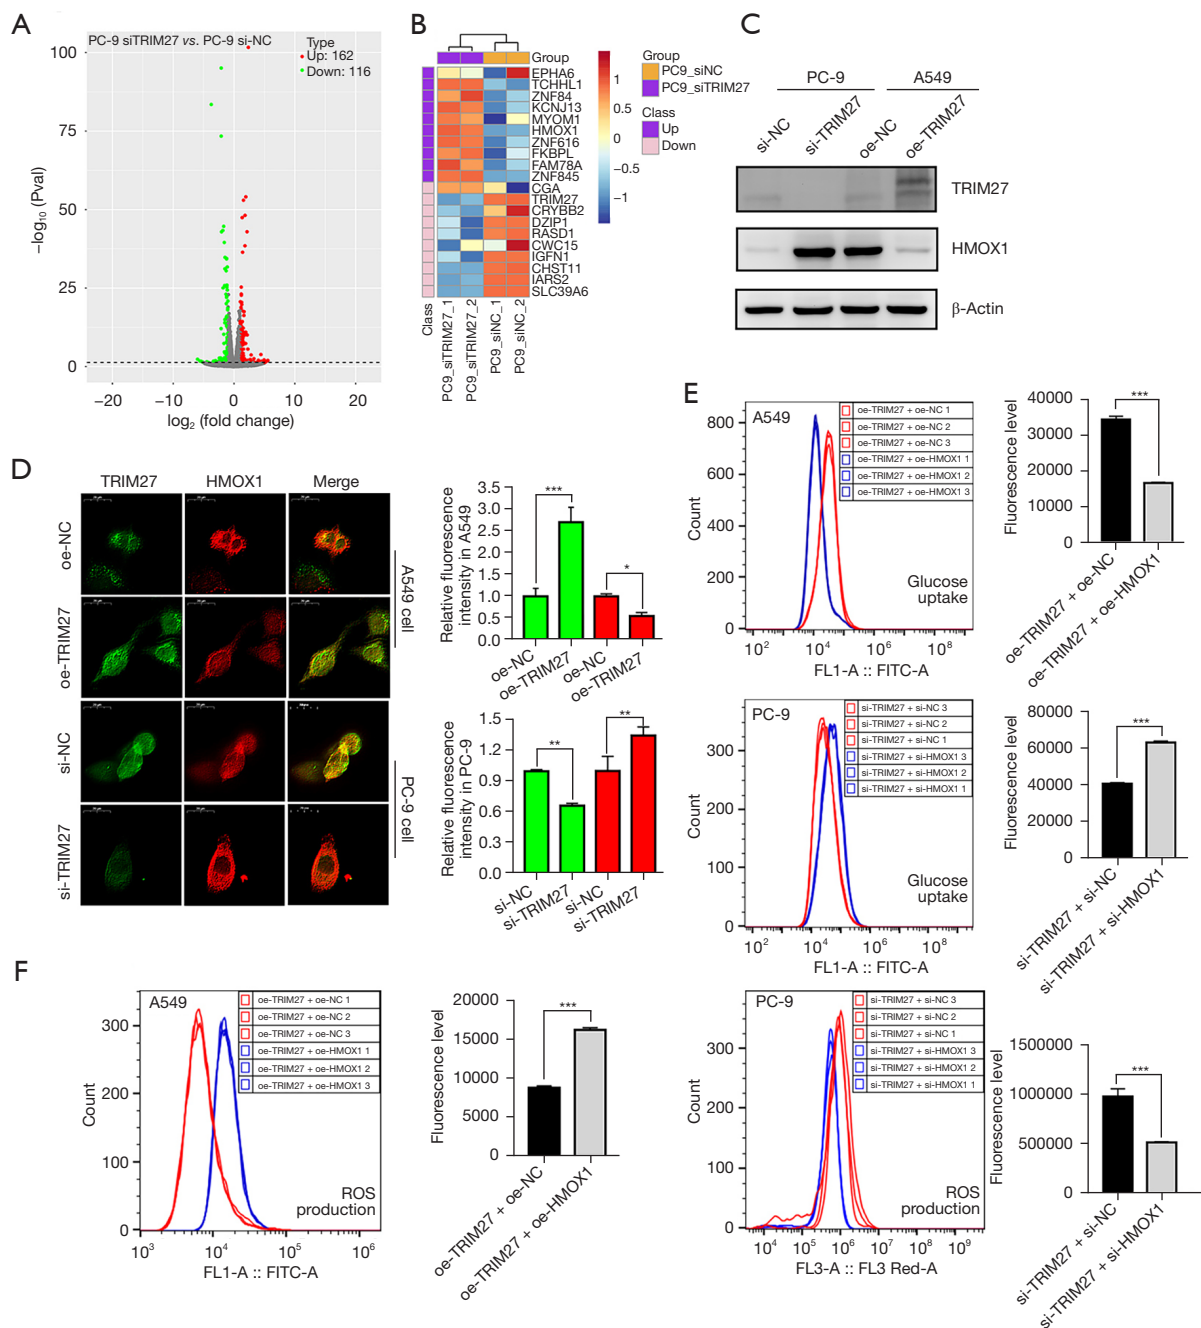 A
PC-9 siTRIM27 vs. PC-9 si-NC
Type
Up: 162
Down: 116
100
75
50
25
0
−log10 (Pval)
−20
−10
0
10
20
log2 (fold change)
B
Group
EPHA6
TCHHL1
ZNF84
KCNJ13
MYOM1
HMOX1
ZNF616
FKBPL
FAM78A
ZNF845
CGA
TRIM27
CRYBB2
DZIP1
RASD1
CWC15
IGFN1
CHST11
IARS2
SLC39A6
Class
PC9_siTRIM27_1
PC9_siTRIM27_2
PC9_siNC_1
PC9_siNC_2
1
0.5
0
−0.5
−1
Group
PC9_siNC
PC9_siTRIM27
Class
Up
Down
C
PC-9
A549
si-NC
si-TRIM27
oe-NC
oe-TRIM27
TRIM27
HMOX1
β-Actin
D
TRIM27
HMOX1
Merge
oe-NC
oe-TRIM27
si-NC
si-TRIM27
A549 cell
PC-9 cell
Relative fluorescence
intensity in A549
3.5
3.0
2.5
2.0
1.5
1.0
0.5
0.0
***
*
oe-NC
oe-TRIM27
oe-NC
oe-TRIM27
Relative fluorescence
intensity in PC-9
1.5
1.2
0.9
0.6
0.3
0.0
**
**
si-NC
si-TRIM27
si-NC
si-TRIM27
E
A549
oe-TRIM27 + oe-NC 1
oe-TRIM27 + oe-NC 2
oe-TRIM27 + oe-NC 3
oe-TRIM27 + oe-HMOX1 1
oe-TRIM27 + oe-HMOX1 2
oe-TRIM27 + oe-HMOX1 3
800
600
400
200
0
Count
Glucose
uptake
10²
10⁴
10⁶
10⁸
FL1-A :: FITC-A
Fluorescence level
40000
30000
20000
10000
0
***
oe-TRIM27 + oe-NC
oe-TRIM27 + oe-HMOX1
PC-9
si-TRIM27 + si-NC 3
si-TRIM27 + si-NC 2
si-TRIM27 + si-NC 1
si-TRIM27 + si-HMOX1 3
si-TRIM27 + si-HMOX1 2
si-TRIM27 + si-HMOX1 1
300
200
100
0
Count
Glucose
uptake
10²
10⁴
10⁶
10⁸
FL1-A :: FITC-A
Fluorescence level
80000
60000
40000
20000
0
***
si-TRIM27 + si-NC
si-TRIM27 + si-HMOX1
F
A549
oe-TRIM27 + oe-NC 1
oe-TRIM27 + oe-NC 2
oe-TRIM27 + oe-NC 3
oe-TRIM27 + oe-HMOX1 1
oe-TRIM27 + oe-HMOX1 2
oe-TRIM27 + oe-HMOX1 3
300
200
100
0
Count
ROS
production
10³
10⁴
10⁵
10⁶
FL1-A :: FITC-A
Fluorescence level
20000
15000
10000
5000
0
***
oe-TRIM27 + oe-NC
oe-TRIM27 + oe-HMOX1
PC-9
si-TRIM27 + si-NC 3
si-TRIM27 + si-NC 2
si-TRIM27 + si-NC 1
si-TRIM27 + si-HMOX1 3
si-TRIM27 + si-HMOX1 2
si-TRIM27 + si-HMOX1 1
400
300
200
100
0
Count
ROS
production
10⁴
10⁵
10⁶
10⁷
10⁸
10⁹
FL3-A :: FL3 Red-A
Fluorescence level
1500000
1000000
500000
0
***
si-TRIM27 + si-NC
si-TRIM27 + si-HMOX1